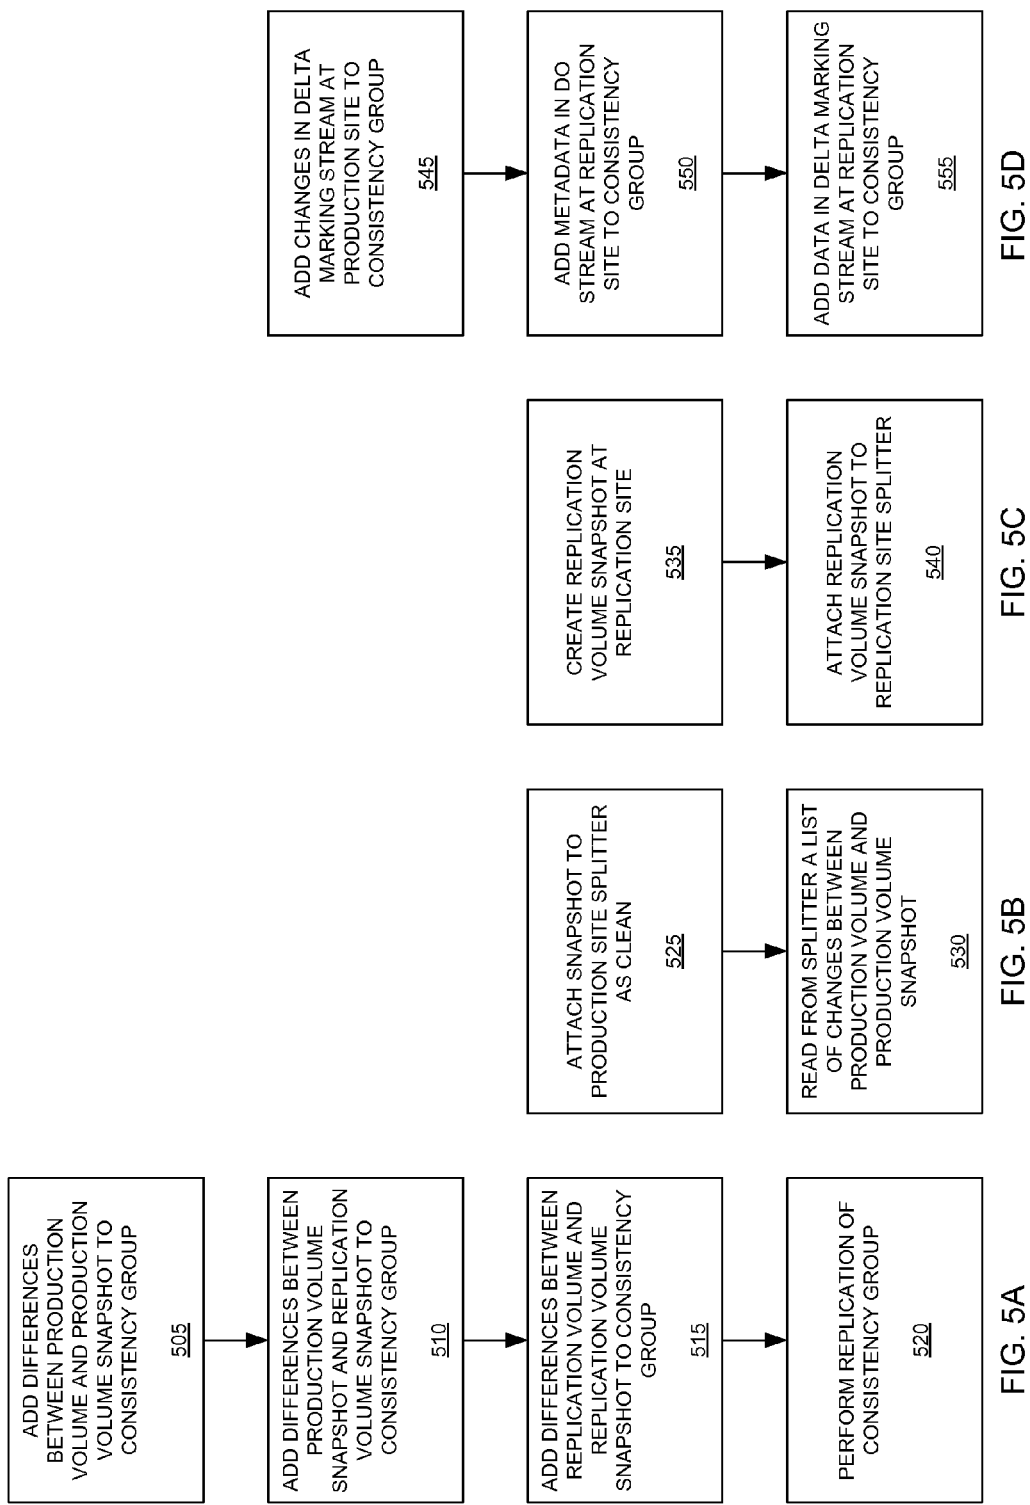 ADD DIFFERENCES
BETWEEN PRODUCTION
VOLUME AND PRODUCTION
VOLUME SNAPSHOT TO
CONSISTENCY GROUP
505
ADD DIFFERENCES BETWEEN
PRODUCTION VOLUME
SNAPSHOT AND REPLICATION
VOLUME SNAPSHOT TO
CONSISTENCY GROUP
510
ADD DIFFERENCES BETWEEN
REPLICATION VOLUME AND
REPLICATION VOLUME
SNAPSHOT TO CONSISTENCY
GROUP
515
PERFORM REPLICATION OF
CONSISTENCY GROUP
520
FIG. 5A
ATTACH SNAPSHOT TO
PRODUCTION SITE SPLITTER
AS CLEAN
525
READ FROM SPLITTER A LIST
OF CHANGES BETWEEN
PRODUCTION VOLUME AND
PRODUCTION VOLUME
SNAPSHOT
530
FIG. 5B
CREATE REPLICATION
VOLUME SNAPSHOT AT
REPLICATION SITE
535
ATTACH REPLICATION
VOLUME SNAPSHOT TO
REPLICATION SITE SPLITTER
540
FIG. 5C
ADD CHANGES IN DELTA
MARKING STREAM AT
PRODUCTION SITE TO
CONSISTENCY GROUP
545
ADD METADATA IN DO
STREAM AT REPLICATION
SITE TO CONSISTENCY
GROUP
550
ADD DATA IN DELTA MARKING
STREAM AT REPLICATION
SITE TO CONSISTENCY
GROUP
555
FIG. 5D